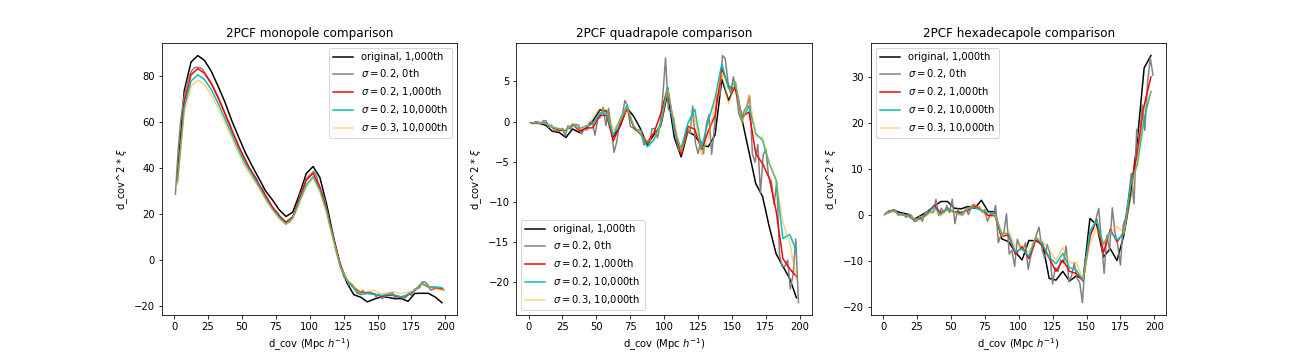 2PCF monopole comparison
original, 1,000th
σ = 0.2, 0th
σ = 0.2, 1,000th
σ = 0.2, 10,000th
σ = 0.3, 10,000th
80
60
40
20
0
−20
d_cov^2 * ξ
0 25 50 75 100 125 150 175 200
d_cov (Mpc h⁻¹)
2PCF quadrapole comparison
5
0
−5
−10
−15
−20
d_cov^2 * ξ
original, 1,000th
σ = 0.2, 0th
σ = 0.2, 1,000th
σ = 0.2, 10,000th
σ = 0.3, 10,000th
0 25 50 75 100 125 150 175 200
d_cov (Mpc h⁻¹)
2PCF hexadecapole comparison
original, 1,000th
σ = 0.2, 0th
σ = 0.2, 1,000th
σ = 0.2, 10,000th
σ = 0.3, 10,000th
30
20
10
0
−10
−20
d_cov^2 * ξ
0 25 50 75 100 125 150 175 200
d_cov (Mpc h⁻¹)